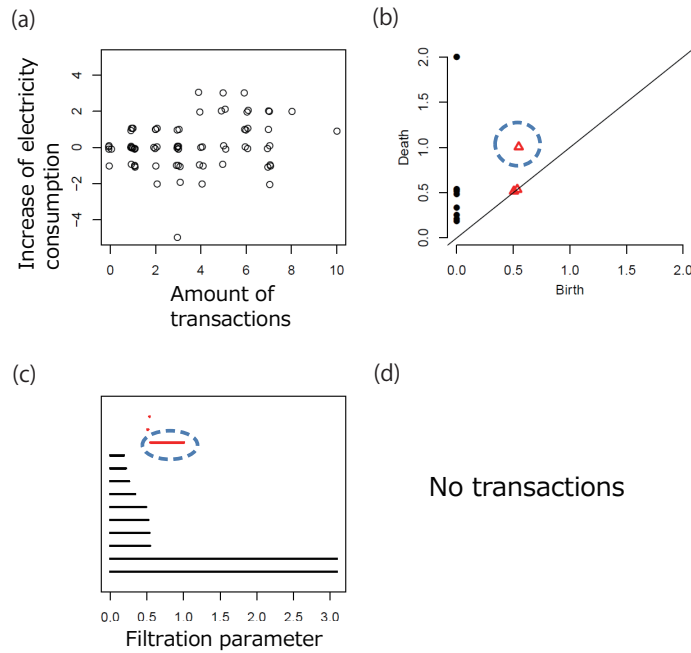 (a)
4
2
0
-2
-4
Increase of electricity
consumption
0 2 4 6 8 10
Amount of
transactions
(b)
2.0
1.5
1.0
0.5
0.0
Death
0.0 0.5 1.0 1.5 2.0
Birth
(c)
0.0 0.5 1.0 1.5 2.0 2.5 3.0
Filtration parameter
(d)
No transactions